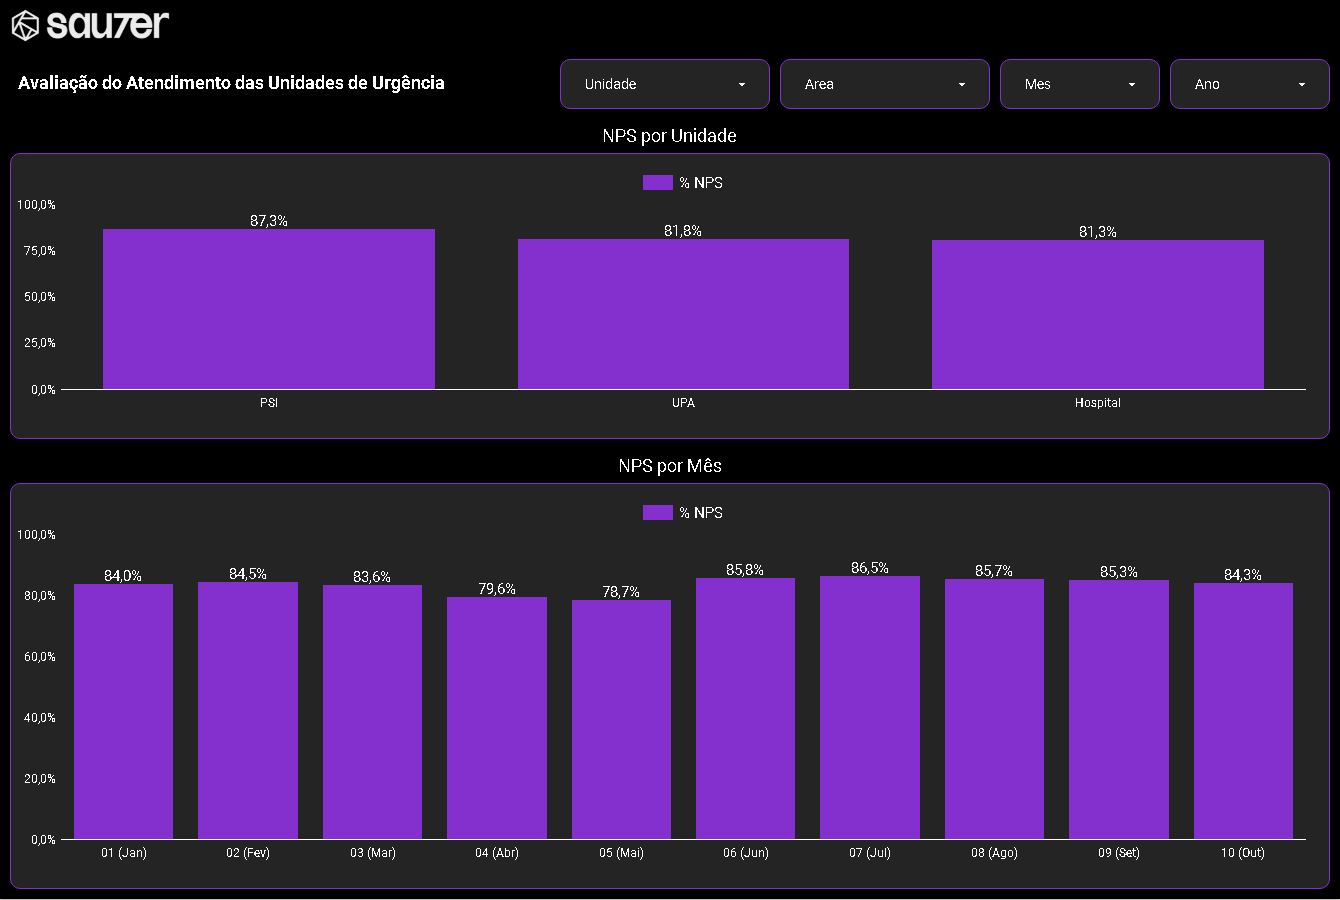 sau7er
Avaliação do Atendimento das Unidades de Urgência
Unidade
Area
Mes
Ano
NPS por Unidade
% NPS
100,0%
75,0%
50,0%
25,0%
0,0%
87,3%
81,8%
81,3%
PSI
UPA
Hospital
NPS por Mês
% NPS
100,0%
80,0%
60,0%
40,0%
20,0%
0,0%
84,0%
84,5%
83,6%
79,6%
78,7%
85,8%
86,5%
85,7%
85,3%
84,3%
01 (Jan)
02 (Fev)
03 (Mar)
04 (Abr)
05 (Mai)
06 (Jun)
07 (Jul)
08 (Ago)
09 (Set)
10 (Out)